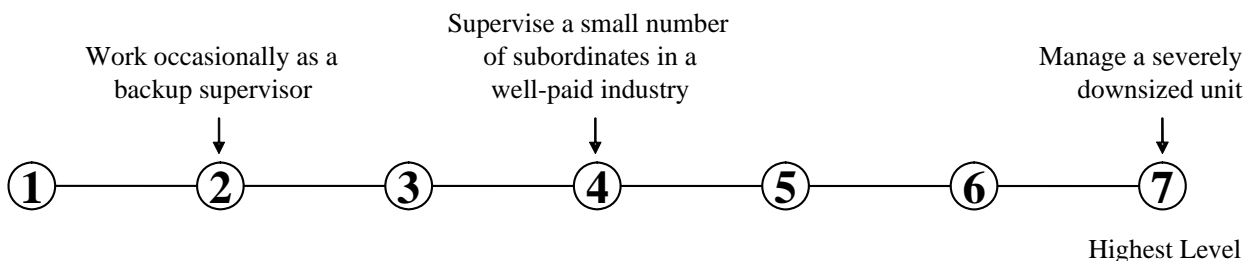 Work occasionally as a
backup supervisor
Supervise a small number
of subordinates in a
well-paid industry
Manage a severely
downsized unit
1 2 3 4 5 6 7
Highest Level